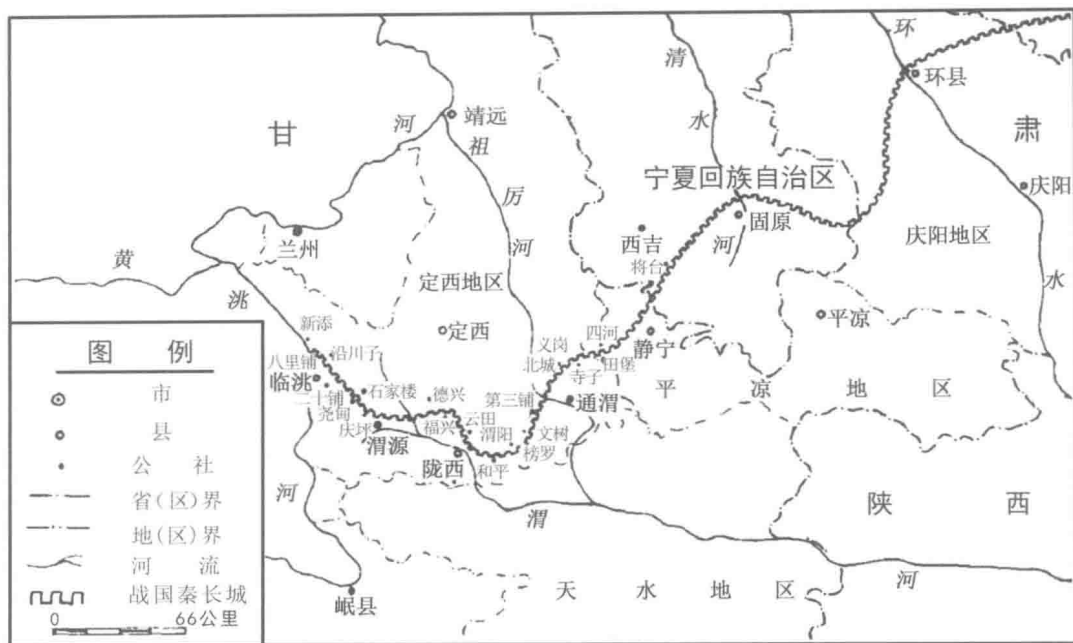 环
清
环县
甘
河
靖远
祖
水
肃
厉
宁夏回族自治区
庆阳
兰州
河
西吉
河
固原
庆阳地区
黄
将台
洮
定西地区
水
新添
定西
四河
平凉
图 例
八里铺
沿川子
义岗
静宁
北城
田堡
市
临洮
寺子
平 凉 地 区
二十铺
石家楼
德兴
第三铺
通渭
县
尧甸
庆坪
福兴
云田
渭阳
文树
公 社
渭源
榜罗
陇西
和平
省(区)界
河
渭
陕 西
地(区)界
河 流
战国秦长城
岷县
天 水 地 区
河
0 66公里